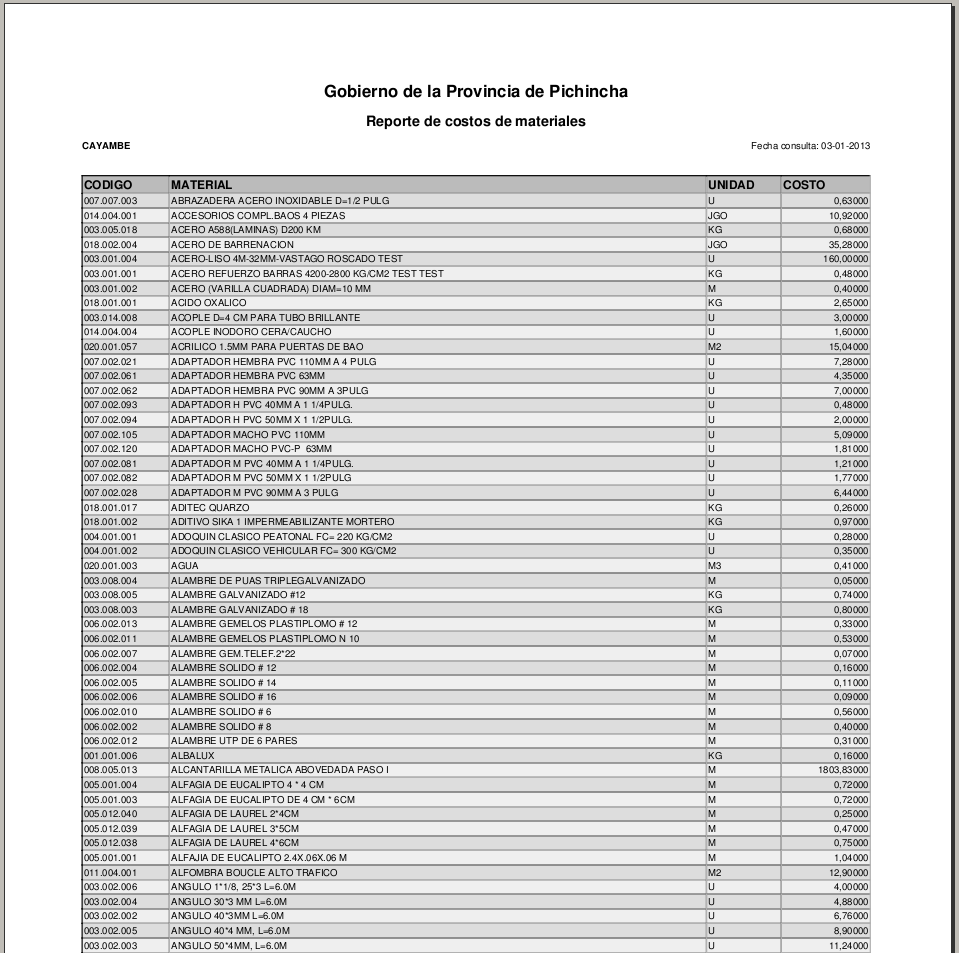 Gobierno de la Provincia de Pichincha
Reporte de costos de materiales
CAYAMBE Fecha consulta: 03-01-2013
CODIGO MATERIAL UNIDAD COSTO
007.007.003 ABRAZADERA ACERO INOXIDABLE D=1/2 PULG U 0,63000
014.004.001 ACCESORIOS COMPL.BAOS 4 PIEZAS JGO 10,92000
003.005.018 ACERO A588(LAMINAS) D200 KM KG 0,68000
018.002.004 ACERO DE BARRENACION JGO 35,28000
003.001.004 ACERO-LISO 4M-32MM-VASTAGO ROSCADO TEST U 160,00000
003.001.001 ACERO REFUERZO BARRAS 4200-2800 KG/CM2 TEST TEST KG 0,48000
003.001.002 ACERO (VARILLA CUADRADA) DIAM=10 MM M 0,40000
018.001.001 ACIDO OXALICO KG 2,65000
003.014.008 ACOPLE D=4 CM PARA TUBO BRILLANTE U 3,00000
014.004.004 ACOPLE INODORO CERA/CAUCHO U 1,60000
020.001.057 ACRILICO 1.5MM PARA PUERTAS DE BAO M2 15,04000
007.002.021 ADAPTADOR HEMBRA PVC 110MM A 4 PULG U 7,28000
007.002.061 ADAPTADOR HEMBRA PVC 63MM U 4,35000
007.002.062 ADAPTADOR HEMBRA PVC 90MM A 3PULG U 7,00000
007.002.093 ADAPTADOR H PVC 40MM A 1 1/4PULG. U 0,48000
007.002.094 ADAPTADOR H PVC 50MM X 1 1/2PULG. U 2,00000
007.002.105 ADAPTADOR MACHO PVC 110MM U 5,09000
007.002.120 ADAPTADOR MACHO PVC-P 63MM U 1,81000
007.002.081 ADAPTADOR M PVC 40MM A 1 1/4PULG. U 1,21000
007.002.082 ADAPTADOR M PVC 50MM X 1 1/2PULG U 1,77000
007.002.028 ADAPTADOR M PVC 90MM A 3 PULG U 6,44000
018.001.017 ADITEC QUARZO KG 0,26000
018.001.002 ADITIVO SIKA 1 IMPERMEABILIZANTE MORTERO KG 0,97000
004.001.001 ADOQUIN CLASICO PEATONAL FC= 220 KG/CM2 U 0,28000
004.001.002 ADOQUIN CLASICO VEHICULAR FC= 300 KG/CM2 U 0,35000
020.001.003 AGUA M3 0,41000
003.008.004 ALAMBRE DE PUAS TRIPLEGALVANIZADO M 0,05000
003.008.005 ALAMBRE GALVANIZADO #12 KG 0,74000
003.008.003 ALAMBRE GALVANIZADO # 18 KG 0,80000
006.002.013 ALAMBRE GEMELOS PLASTIPLOMO # 12 M 0,33000
006.002.011 ALAMBRE GEMELOS PLASTIPLOMO N 10 M 0,53000
006.002.007 ALAMBRE GEM.TELEF.2*22 M 0,07000
006.002.004 ALAMBRE SOLIDO # 12 M 0,16000
006.002.005 ALAMBRE SOLIDO # 14 M 0,11000
006.002.006 ALAMBRE SOLIDO # 16 M 0,09000
006.002.010 ALAMBRE SOLIDO # 6 M 0,56000
006.002.002 ALAMBRE SOLIDO # 8 M 0,40000
006.002.012 ALAMBRE UTP DE 6 PARES M 0,31000
001.001.006 ALBALUX KG 0,16000
008.005.013 ALCANTARILLA METALICA ABOVEDADA PASO I M 1803,83000
005.001.004 ALFAGIA DE EUCALIPTO 4 * 4 CM M 0,72000
005.001.003 ALFAGIA DE EUCALIPTO DE 4 CM * 6CM M 0,72000
005.012.040 ALFAGIA DE LAUREL 2*4CM M 0,25000
005.012.039 ALFAGIA DE LAUREL 3*5CM M 0,47000
005.012.038 ALFAGIA DE LAUREL 4*6CM M 0,75000
005.001.001 ALFAJIA DE EUCALIPTO 2.4X.06X.06 M M 1,04000
011.004.001 ALFOMBRA BOUCLE ALTO TRAFICO M2 12,90000
003.002.006 ANGULO 1*1/8, 25*3 L=6.0M U 4,00000
003.002.004 ANGULO 30*3 MM L=6.0M U 4,88000
003.002.002 ANGULO 40*3MM L=6.0M U 6,76000
003.002.005 ANGULO 40*4 MM, L=6.0M U 8,90000
003.002.003 ANGULO 50*4MM, L=6.0M U 11,24000